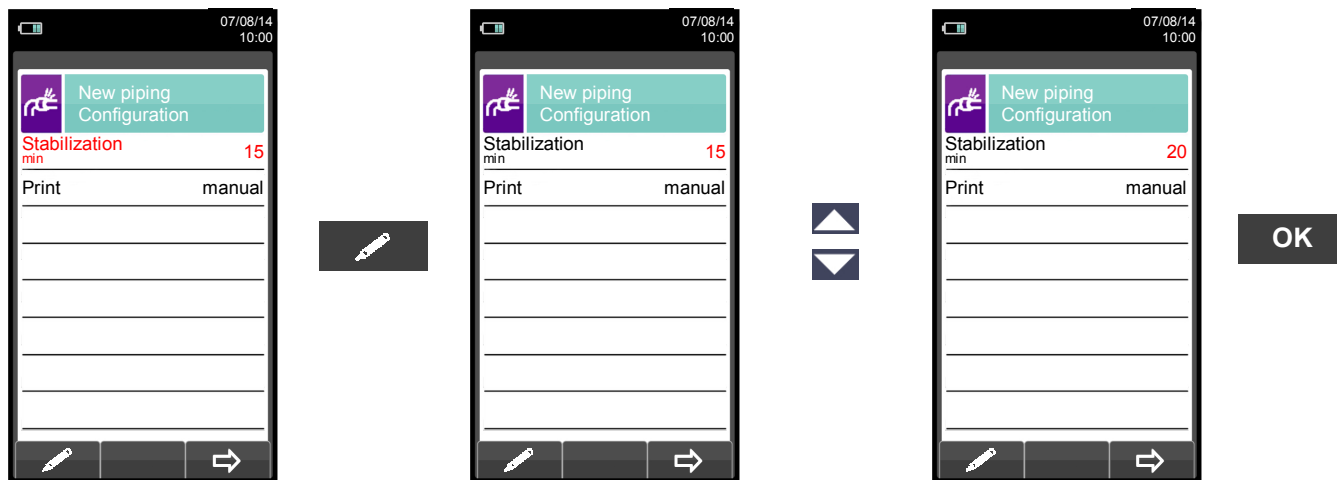 07/08/14
10:00
New piping
Configuration
Stabilization
min
15
Print manual
07/08/14
10:00
New piping
Configuration
Stabilization
min
15
Print manual
07/08/14
10:00
New piping
Configuration
Stabilization
min
20
Print manual
OK